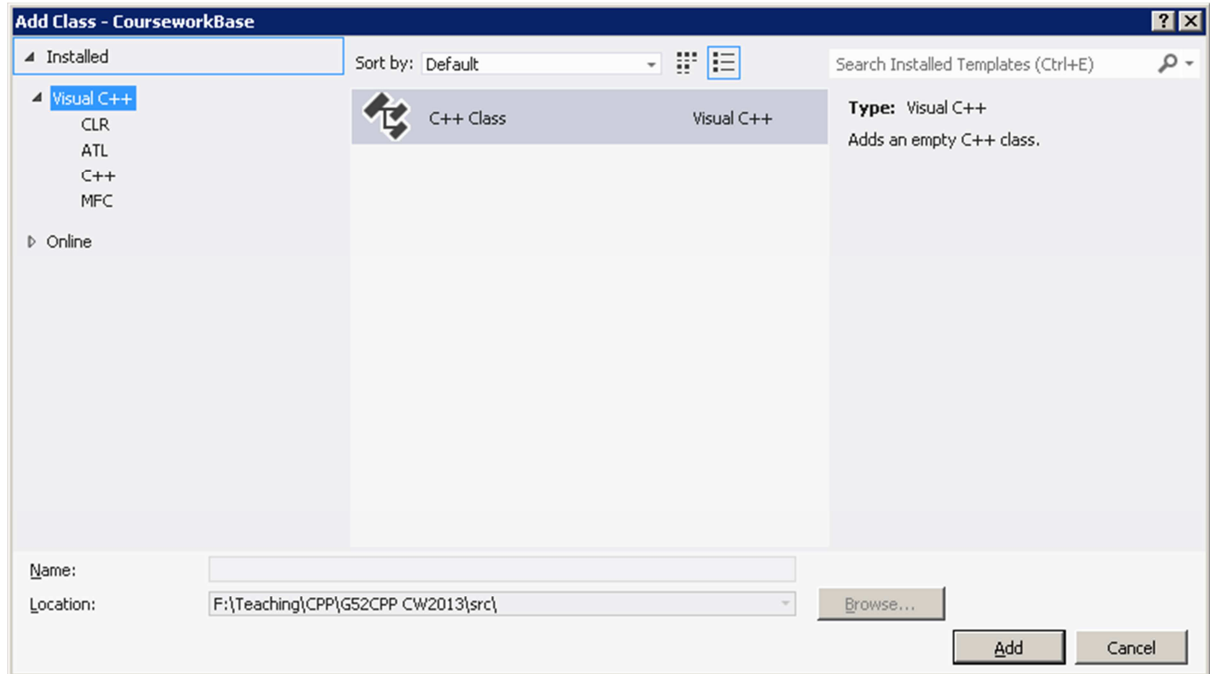 Add Class - CourseworkBase
? X
Installed
Sort by: Default
Search Installed Templates (Ctrl+E)
Visual C++
CLR
ATL
C++
MFC
Online
C++ Class Visual C++
Type: Visual C++
Adds an empty C++ class.
Name:
Location: F:\Teaching\CPP\G52CPP CW2013\src\
Browse...
Add Cancel